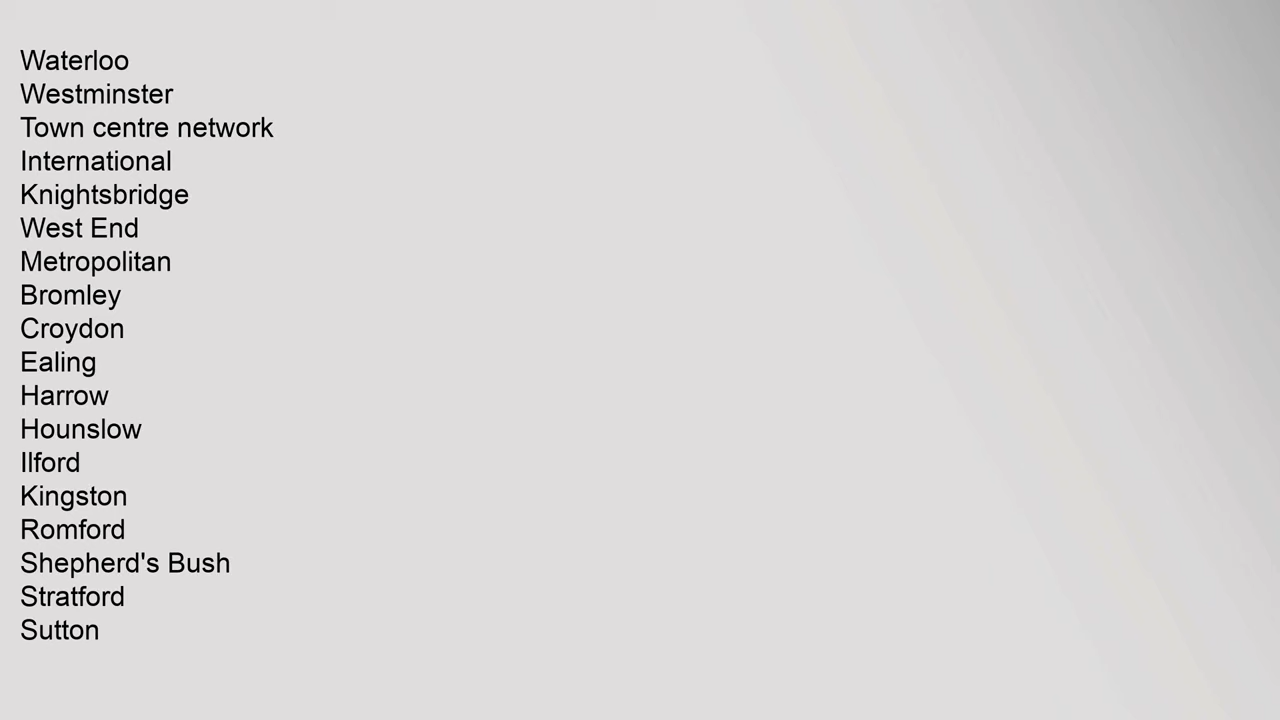 Waterloo
Westminster
Town centre network
International
Knightsbridge
West End
Metropolitan
Bromley
Croydon
Ealing
Harrow
Hounslow
Ilford
Kingston
Romford
Shepherd's Bush
Stratford
Sutton